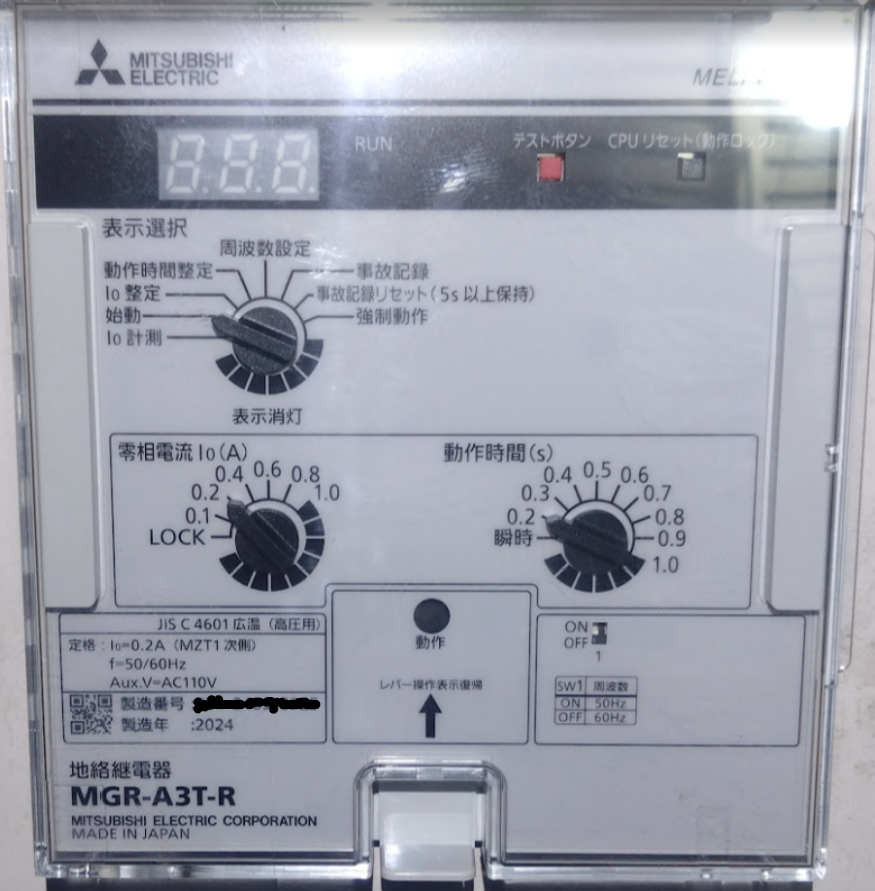 MITSUBISHI
ELECTRIC
8.8.8.
RUN
テストボタン
CPUリセット(動作ロック)
表示選択
周波数設定
動作時間整定
事故記録
I₀ 整定
事故記録リセット(5s 以上保持)
始動
強制動作
I₀ 計測
表示消灯
零相電流 I₀(A)
LOCK
0.1
0.2
0.4
0.6
0.8
1.0
動作時間(s)
瞬時
0.2
0.3
0.4
0.5
0.6
0.7
0.8
0.9
1.0
JIS C 4601 広温(高圧用)
定格:I₀=0.2A(MZT1 次側)
f=50/60Hz
Aux.V=AC110V
製造番号
製造年 :2024
動作
レバー操作表示復帰
ON
OFF
1
SW1 周波数
ON 50Hz
OFF 60Hz
地絡継電器
MGR-A3T-R
MITSUBISHI ELECTRIC CORPORATION
MADE IN JAPAN